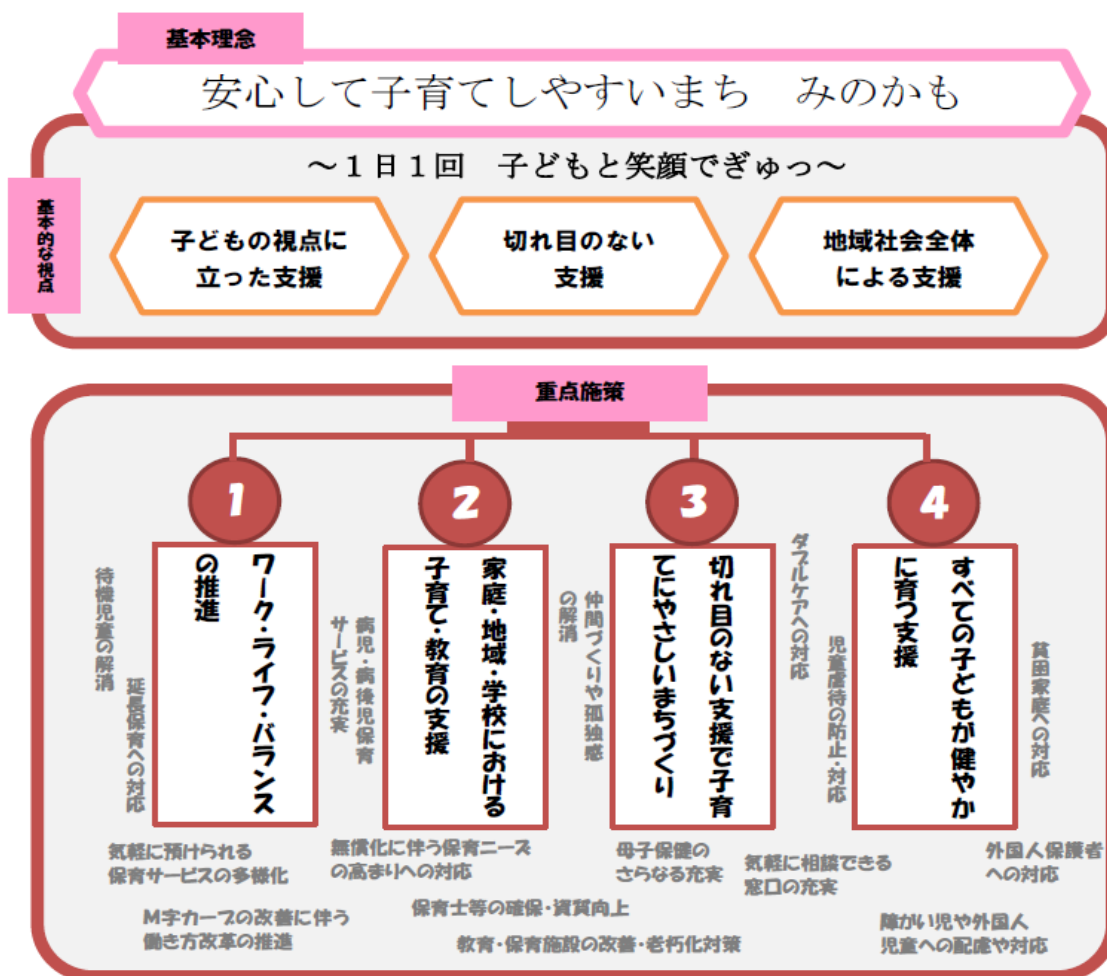 基本理念
安心して子育てしやすいまち　みのかも
～１日１回　子どもと笑顔でぎゅっ～
基本的な視点
子どもの視点に
立った支援
切れ目のない
支援
地域社会全体
による支援
重点施策
1
ワーク・ライフ・バランス
の推進
待機児童の解消
延長保育への対応
気軽に預けられる
保育サービスの多様化
M字カーブの改善に伴う
働き方改革の推進
2
家庭・地域・学校における
子育て・教育の支援
病児・病後児保育
サービスの充実
無償化に伴う保育ニーズ
の高まりへの対応
保育士等の確保・資質向上
教育・保育施設の改善・老朽化対策
3
切れ目のない支援で子育
てにやさしいまちづくり
仲間づくりや孤独感
の解消
ダブルケアへの対応
母子保健の
さらなる充実
気軽に相談できる
窓口の充実
4
すべての子どもが健やか
に育つ支援
児童虐待の防止・対応
貧困家庭への対応
外国人保護者
への対応
障がい児や外国人
児童への配慮や対応